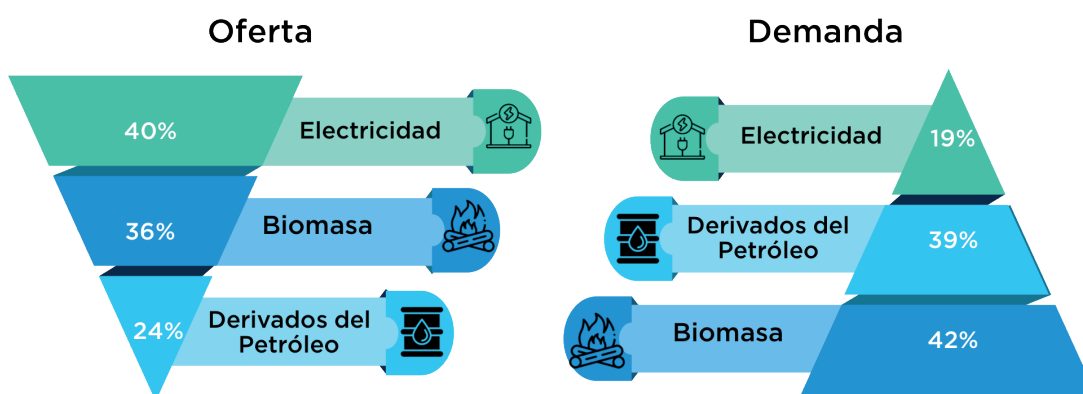 Oferta
40%
Electricidad
36%
Biomasa
24%
Derivados del
Petróleo
Demanda
Electricidad
19%
Derivados del
Petróleo
39%
Biomasa
42%